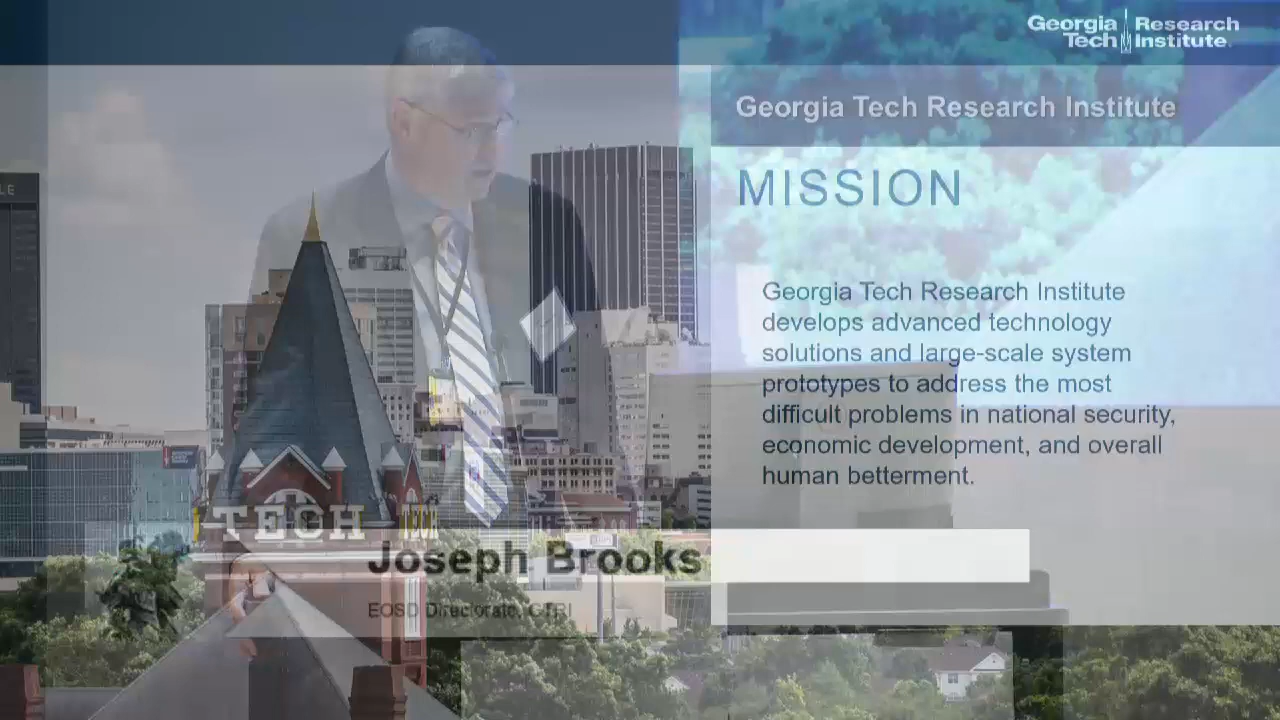 Georgia Research
Tech Institute
Georgia Tech Research Institute
MISSION
Georgia Tech Research Institute
develops advanced technology
solutions and large-scale system
prototypes to address the most
difficult problems in national security,
economic development, and overall
human betterment.
LE
TECH
Joseph Brooks
EOSD Directorate, GTRI